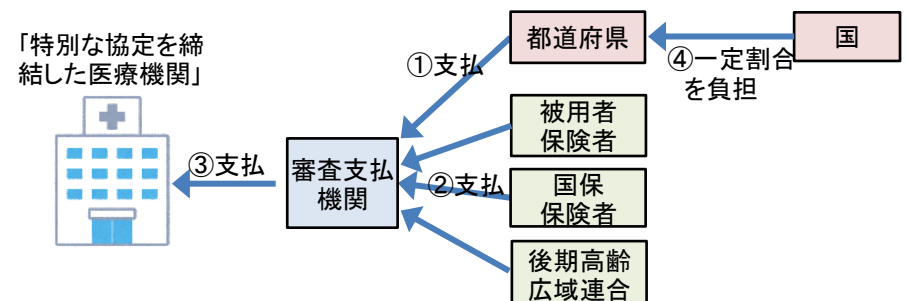 「特別な協定を締
結した医療機関」
①支払
都道府県
④一定割合
を負担
国
被用者
保険者
③支払
審査支払
機関
②支払
国保
保険者
後期高齢
広域連合